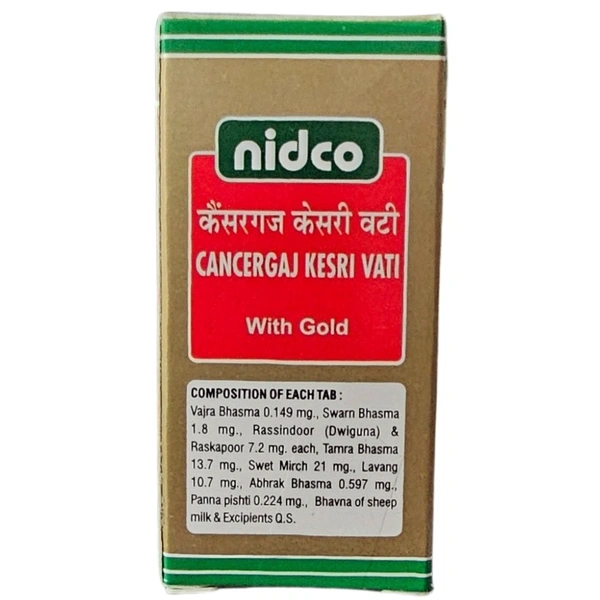 nidco
कैंसरगज केसरी वटी
CANCERGAJ KESRI VATI
With Gold
COMPOSITION OF EACH TAB :
Vajra Bhasma 0.149 mg., Swarn Bhasma
1.8 mg., Rassindoor (Dwiguna) &
Raskapoor 7.2 mg. each, Tamra Bhasma
13.7 mg., Swet Mirch 21 mg., Lavang
10.7 mg., Abhrak Bhasma 0.597 mg.,
Panna pishti 0.224 mg., Bhavna of sheep
milk & Excipients Q.S.